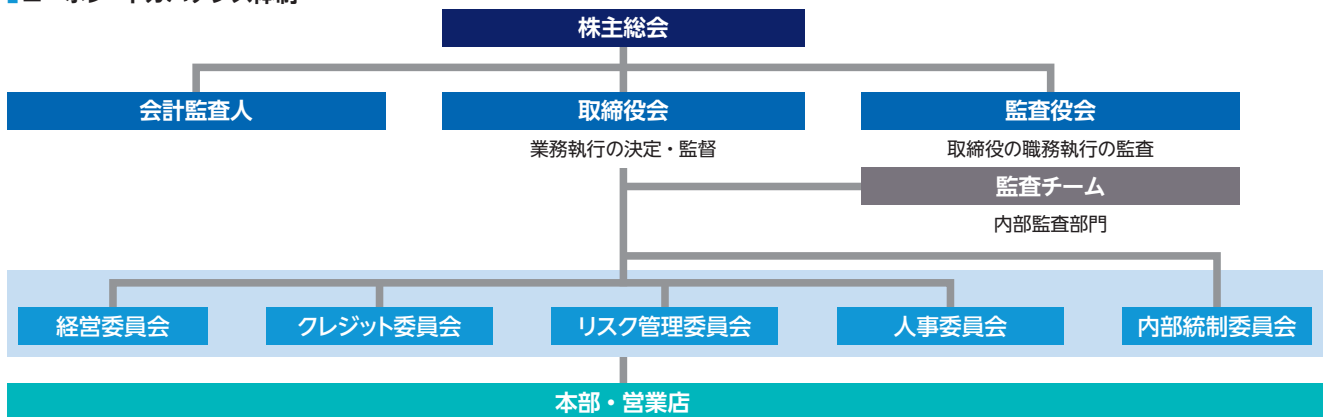 株主総会
会計監査人
取締役会
監査役会
業務執行の決定・監督
取締役の職務執行の監査
監査チーム
内部監査部門
経営委員会
クレジット委員会
リスク管理委員会
人事委員会
内部統制委員会
本部・営業店